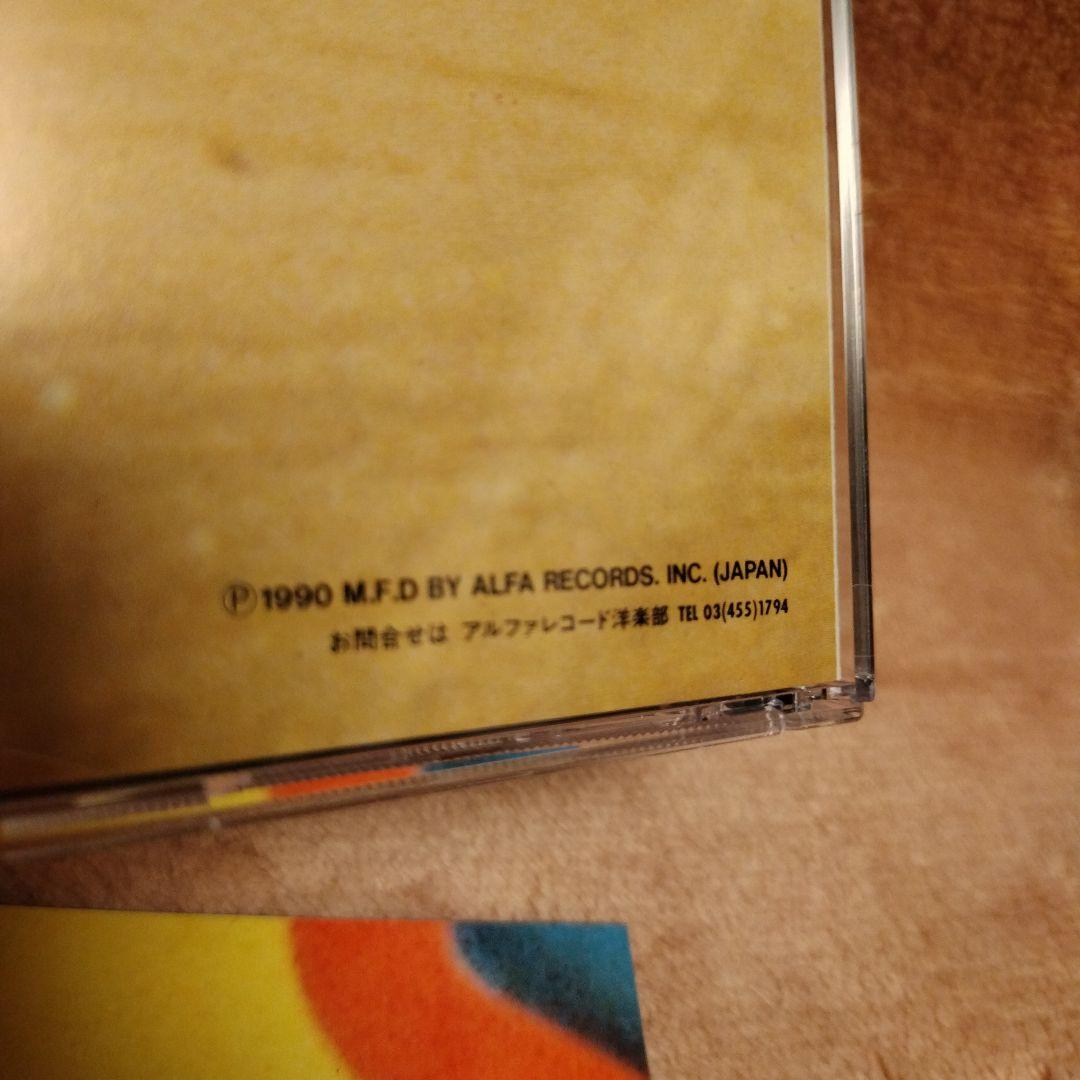 ℗1990 M.F.D BY ALFA RECORDS. INC. (JAPAN)
お問合せは アルファレコード洋楽部 TEL 03(455)1794